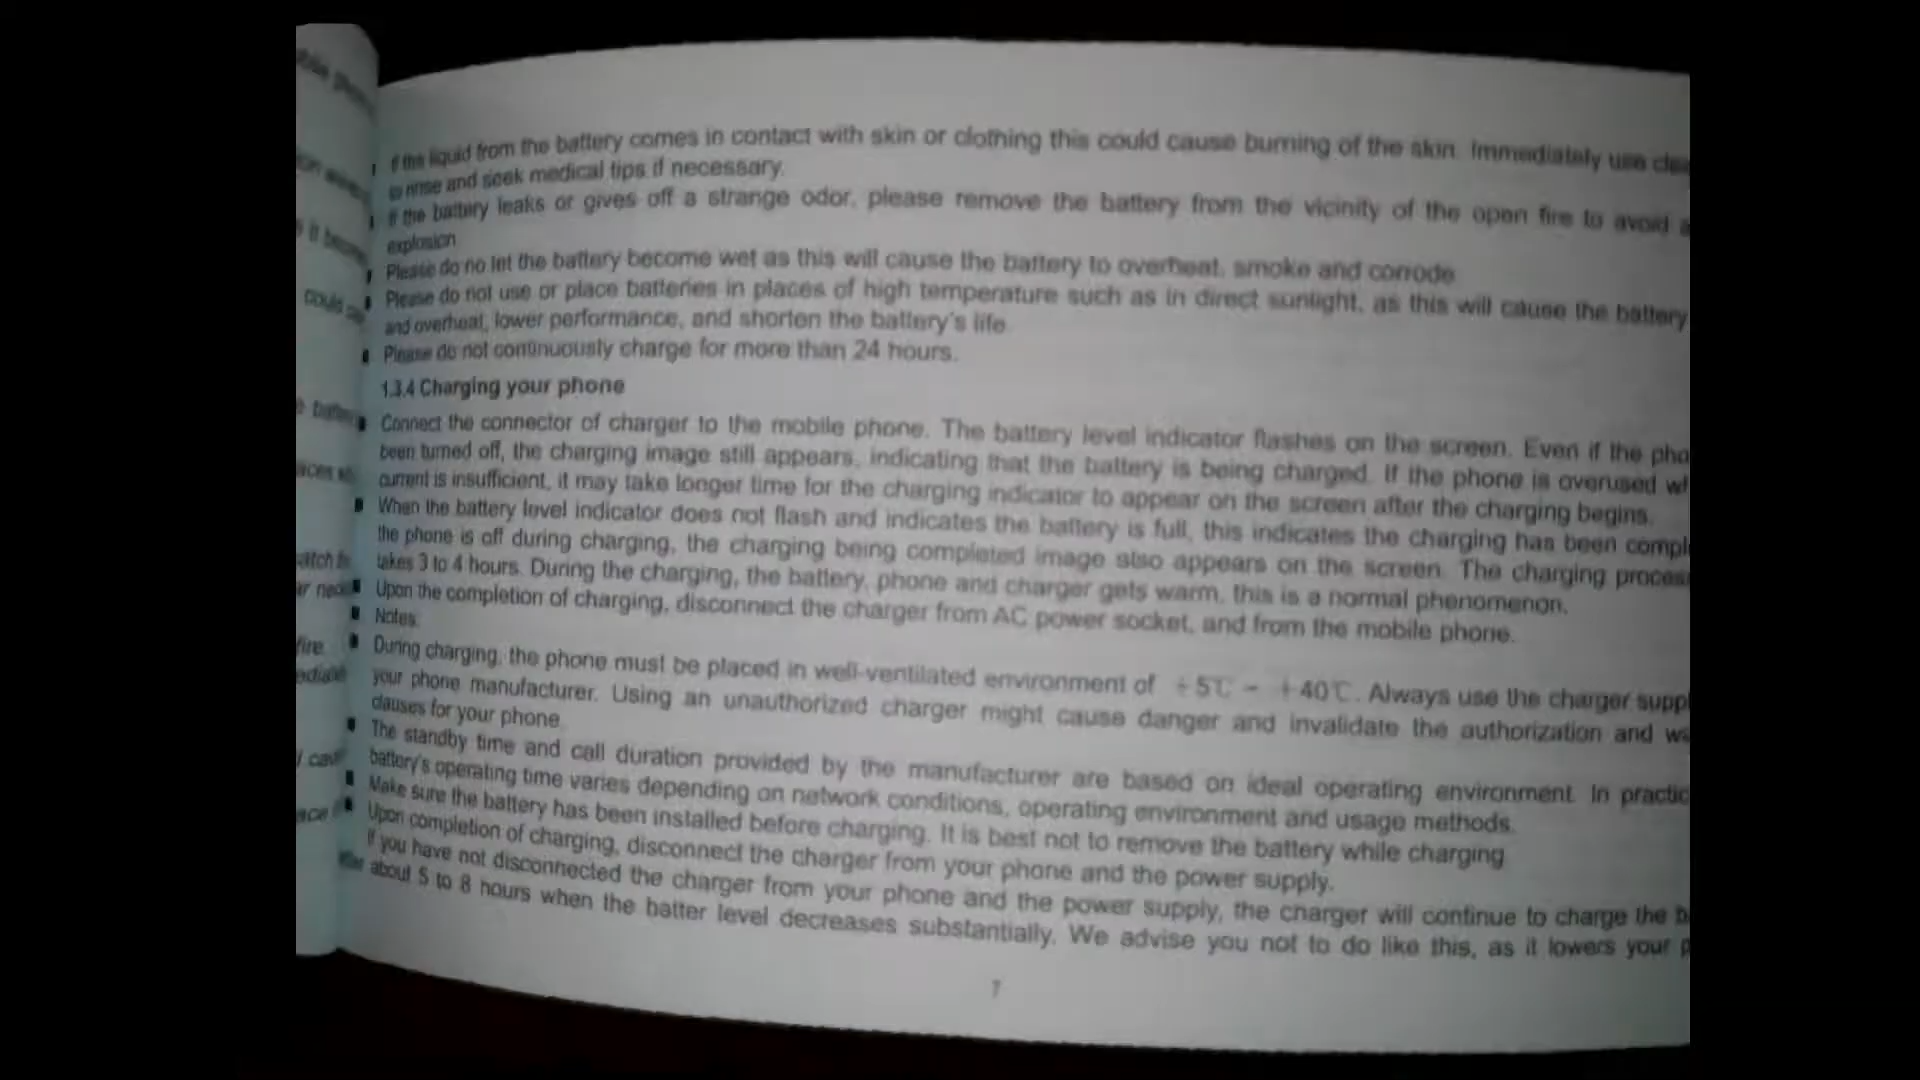 If the liquid from the battery comes in contact with skin or clothing this could cause burning of the skin. Immediately use
to rinse and seek medical tips if necessary.
If the battery leaks or gives off a strange odor, please remove the battery from the vicinity of the open fire to avoid
explosion
Please do no let the battery become wet as this will cause the battery to overheat, smoke and corrode
Please do not use or place batteries in places of high temperature such as in direct sunlight, as this will cause the battery
and overheat, lower performance, and shorten the battery's life
Please do not continuously charge for more than 24 hours.
1.3.4 Charging your phone
Connect the connector of charger to the mobile phone. The battery level indicator flashes on the screen. Even if the pho
been turned off, the charging image still appears, indicating that the battery is being charged. If the phone is overused wh
current is insufficient, it may take longer time for the charging indicator to appear on the screen after the charging begins.
When the battery level indicator does not flash and indicates the battery is full, this indicates the charging has been compl
the phone is off during charging, the charging being completed image also appears on the screen. The charging process
takes 3 to 4 hours. During the charging, the battery, phone and charger gets warm, this is a normal phenomenon.
Upon the completion of charging, disconnect the charger from AC power socket, and from the mobile phone.
Notes:
During charging, the phone must be placed in well-ventilated environment of +5℃ ~ +40℃. Always use the charger suppl
your phone manufacturer. Using an unauthorized charger might cause danger and invalidate the authorization and wa
clauses for your phone.
The standby time and call duration provided by the manufacturer are based on ideal operating environment. In practic
battery's operating time varies depending on network conditions, operating environment and usage methods.
Make sure the battery has been installed before charging. It is best not to remove the battery while charging
Upon completion of charging, disconnect the charger from your phone and the power supply.
If you have not disconnected the charger from your phone and the power supply, the charger will continue to charge the b
about 5 to 8 hours when the batter level decreases substantially. We advise you not to do like this, as it lowers your p
7